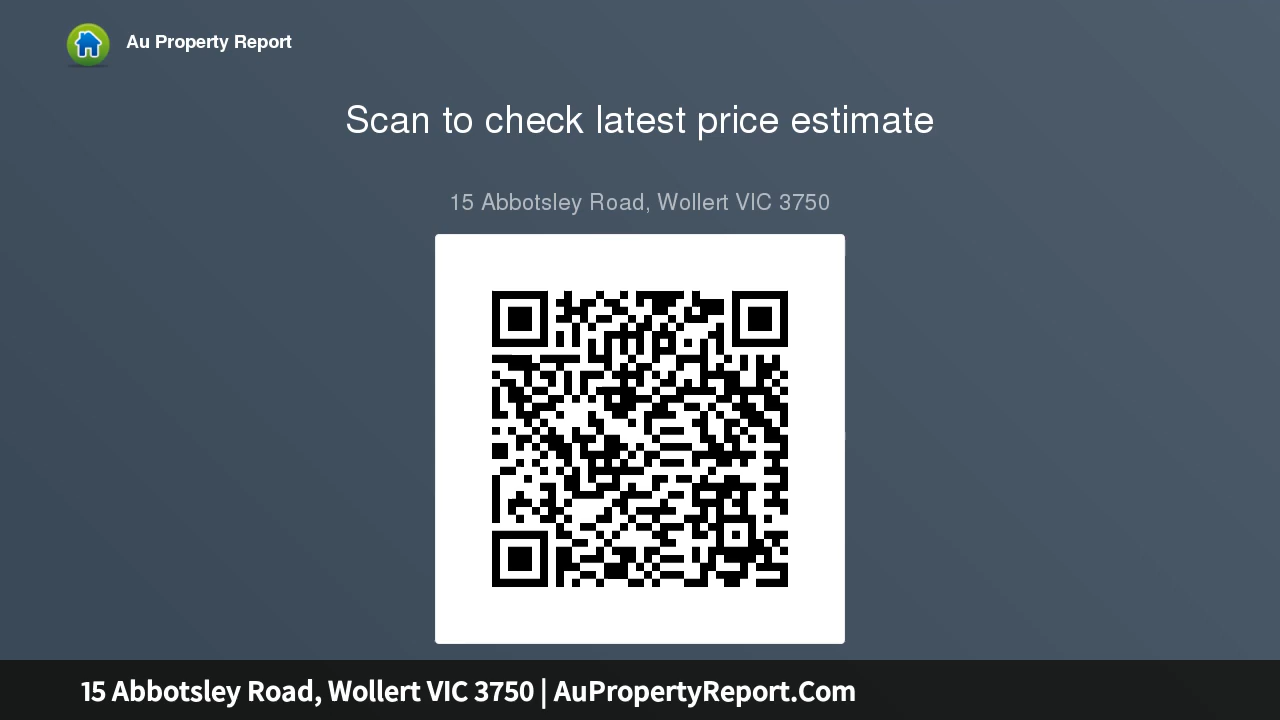 Au Property Report
Scan to check latest price estimate
15 Abbotsley Road, Wollert VIC 3750
15 Abbotsley Road, Wollert VIC 3750 | AuPropertyReport.Com